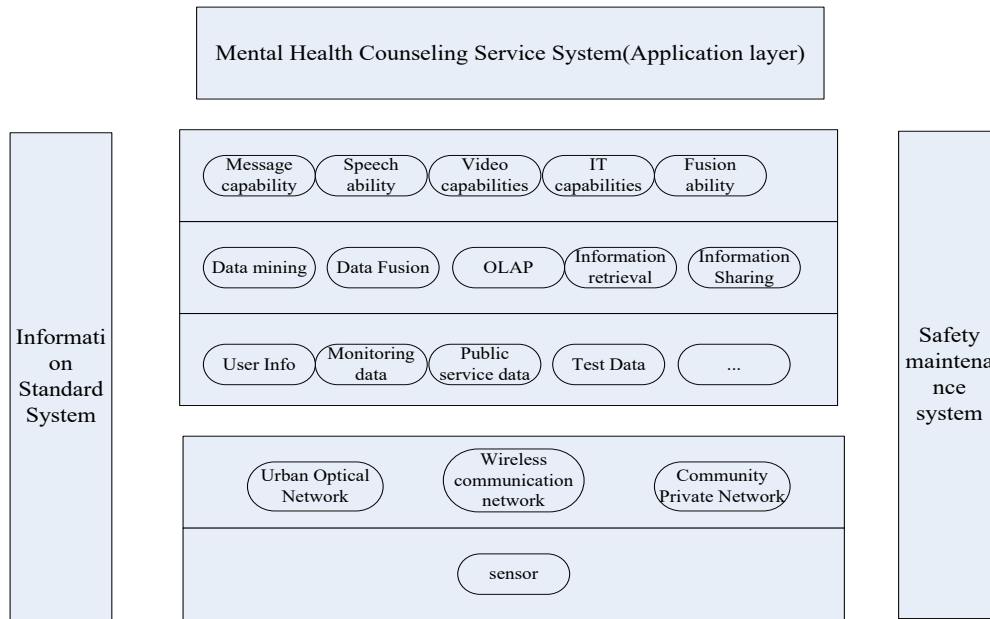 Mental Health Counseling Service System(Application layer)
Message
capability
Speech
ability
Video
capabilities
IT
capabilities
Fusion
ability
Data mining
Data Fusion
OLAP
Information
retrieval
Information
Sharing
User Info
Monitoring
data
Public
service data
Test Data
...
Informati
on
Standard
System
Safety
maintena
nce
system
Urban Optical
Network
Wireless
communication
network
Community
Private Network
sensor